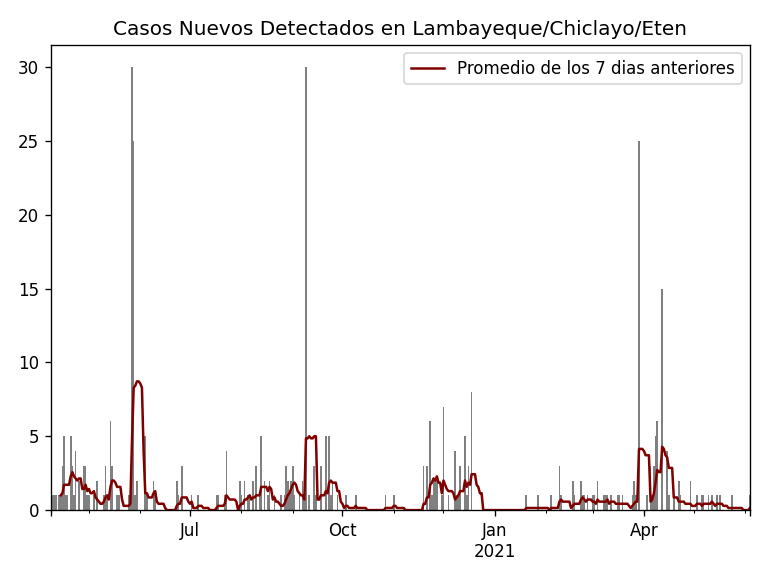 Casos Nuevos Detectados en Lambayeque/Chiclayo/Eten
Promedio de los 7 dias anteriores
30
25
20
15
10
5
0
Jul
Oct
Jan
2021
Apr